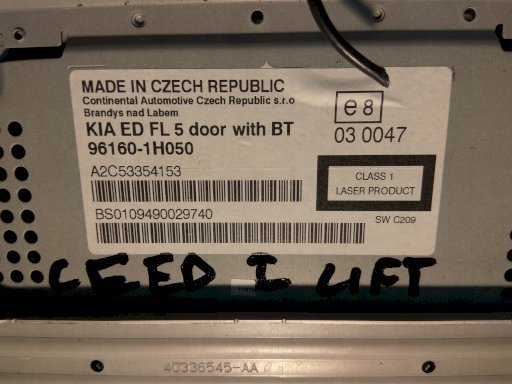 MADE IN CZECH REPUBLIC
Continental Automotive Czech Republic s.r.o
Brandys nad Labem
KIA ED FL 5 door with BT
96160-1H050
A2C53354153
BS0109490029740
e8
03 0047
CLASS 1
LASER PRODUCT
SW C209
CEED I LIFT
40336545-AA